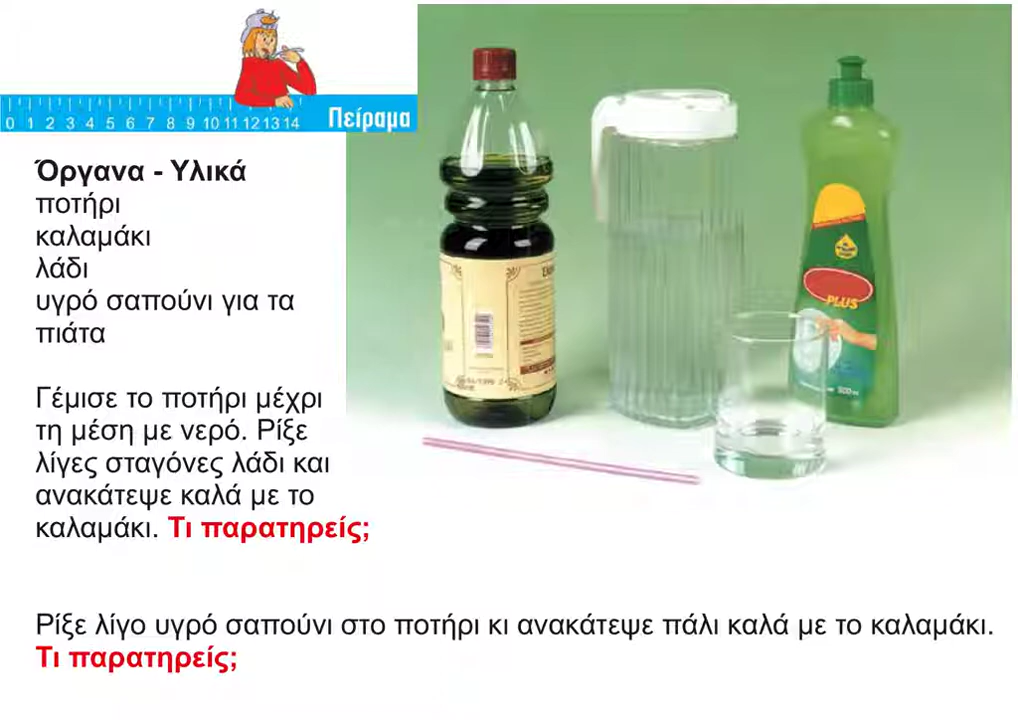 0 1 2 3 4 5 6 7 8 9 10 11 12 13 14
Πείραμα
Όργανα - Υλικά
ποτήρι
καλαμάκι
λάδι
υγρό σαπούνι για τα
πιάτα
Γέμισε το ποτήρι μέχρι
τη μέση με νερό. Ρίξε
λίγες σταγόνες λάδι και
ανακάτεψε καλά με το
καλαμάκι. Τι παρατηρείς;
PLUS
Ρίξε λίγο υγρό σαπούνι στο ποτήρι κι ανακάτεψε πάλι καλά με το καλαμάκι.
Τι παρατηρείς;